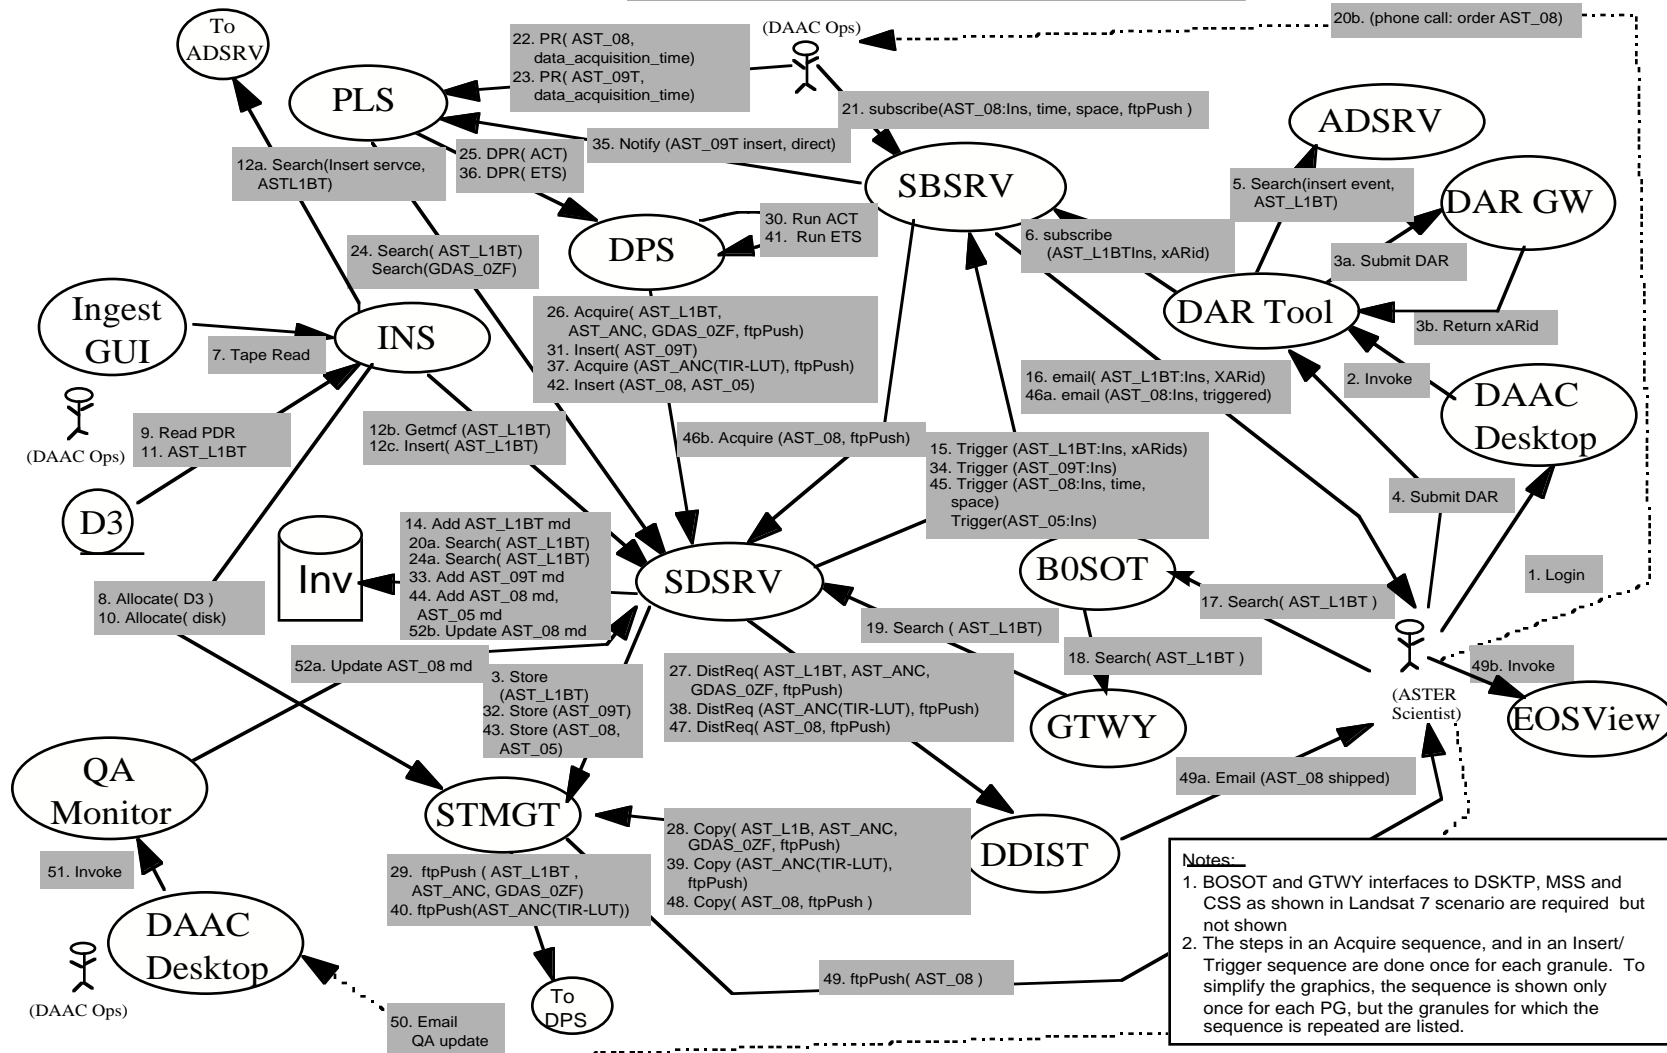 To
ADSRV
22. PR( AST_08,
data_acquisition_time)
23. PR( AST_09T,
data_acquisition_time)
(DAAC Ops)
20b. (phone call: order AST_08)
PLS
21. subscribe(AST_08:Ins, time, space, ftpPush )
ADSRV
35. Notify (AST_09T insert, direct)
25. DPR( ACT)
36. DPR( ETS)
12a. Search(Insert servce,
ASTL1BT)
SBSRV
5. Search(insert event,
AST_L1BT)
DAR GW
30. Run ACT
41. Run ETS
DPS
6. subscribe
(AST_L1BTIns, xARid)
24. Search( AST_L1BT)
Search(GDAS_0ZF)
3a. Submit DAR
Ingest
GUI
INS
7. Tape Read
26. Acquire( AST_L1BT,
AST_ANC, GDAS_0ZF, ftpPush)
31. Insert( AST_09T)
37. Acquire (AST_ANC(TIR-LUT), ftpPush)
42. Insert (AST_08, AST_05)
DAR Tool
3b. Return xARid
16. email( AST_L1BT:Ins, XARid)
46a. email (AST_08:Ins, triggered)
2. Invoke
DAAC
Desktop
(DAAC Ops)
9. Read PDR
11. AST_L1BT
12b. Getmcf (AST_L1BT)
12c. Insert( AST_L1BT)
46b. Acquire (AST_08, ftpPush)
15. Trigger (AST_L1BT:Ins, xARids)
34. Trigger (AST_09T:Ins)
45. Trigger (AST_08:Ins, time,
space)
Trigger(AST_05:Ins)
4. Submit DAR
D3
Inv
14. Add AST_L1BT md
20a. Search( AST_L1BT)
24a. Search( AST_L1BT)
33. Add AST_09T md
44. Add AST_08 md,
AST_05 md
52b. Update AST_08 md
SDSRV
B0SOT
1. Login
8. Allocate( D3 )
10. Allocate( disk)
17. Search( AST_L1BT )
19. Search ( AST_L1BT)
18. Search( AST_L1BT )
52a. Update AST_08 md
3. Store
(AST_L1BT)
32. Store (AST_09T)
43. Store (AST_08,
AST_05)
27. DistReq( AST_L1BT, AST_ANC,
GDAS_0ZF, ftpPush)
38. DistReq (AST_ANC(TIR-LUT), ftpPush)
47. DistReq( AST_08, ftpPush)
49b. Invoke
(ASTER
Scientist)
EOSView
GTWY
QA
Monitor
49a. Email (AST_08 shipped)
STMGT
28. Copy( AST_L1B, AST_ANC,
GDAS_0ZF, ftpPush)
39. Copy (AST_ANC(TIR-LUT),
ftpPush)
48. Copy( AST_08, ftpPush )
DDIST
51. Invoke
29. ftpPush ( AST_L1BT ,
AST_ANC, GDAS_0ZF)
40. ftpPush(AST_ANC(TIR-LUT))
DAAC
Desktop
(DAAC Ops)
49. ftpPush( AST_08 )
To
DPS
50. Email
QA update
Notes:
1. BOSOT and GTWY interfaces to DSKTP, MSS and
CSS as shown in Landsat 7 scenario are required but
not shown
2. The steps in an Acquire sequence, and in an Insert/
Trigger sequence are done once for each granule. To
simplify the graphics, the sequence is shown only
once for each PG, but the granules for which the
sequence is repeated are listed.